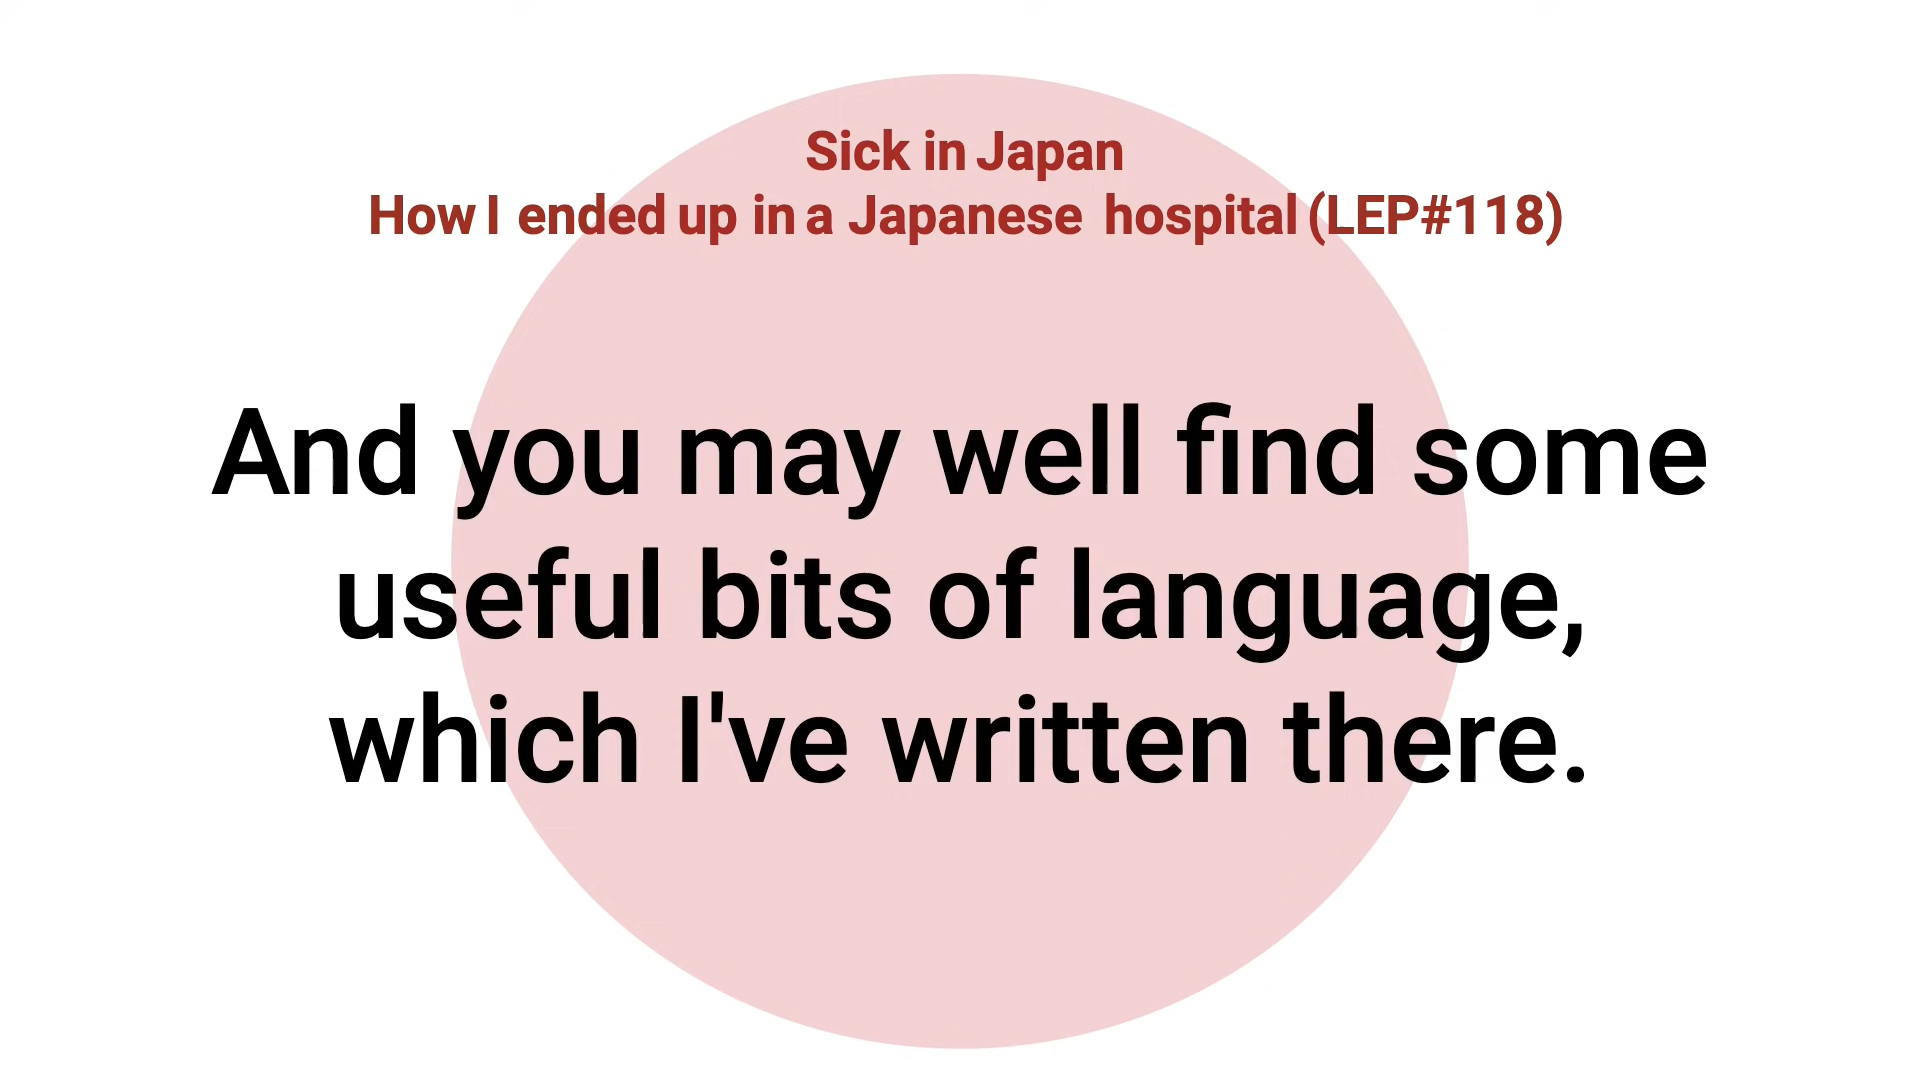 Sick in Japan
How I ended up in a Japanese hospital (LEP#118)
And you may well find some
useful bits of language,
which I've written there.